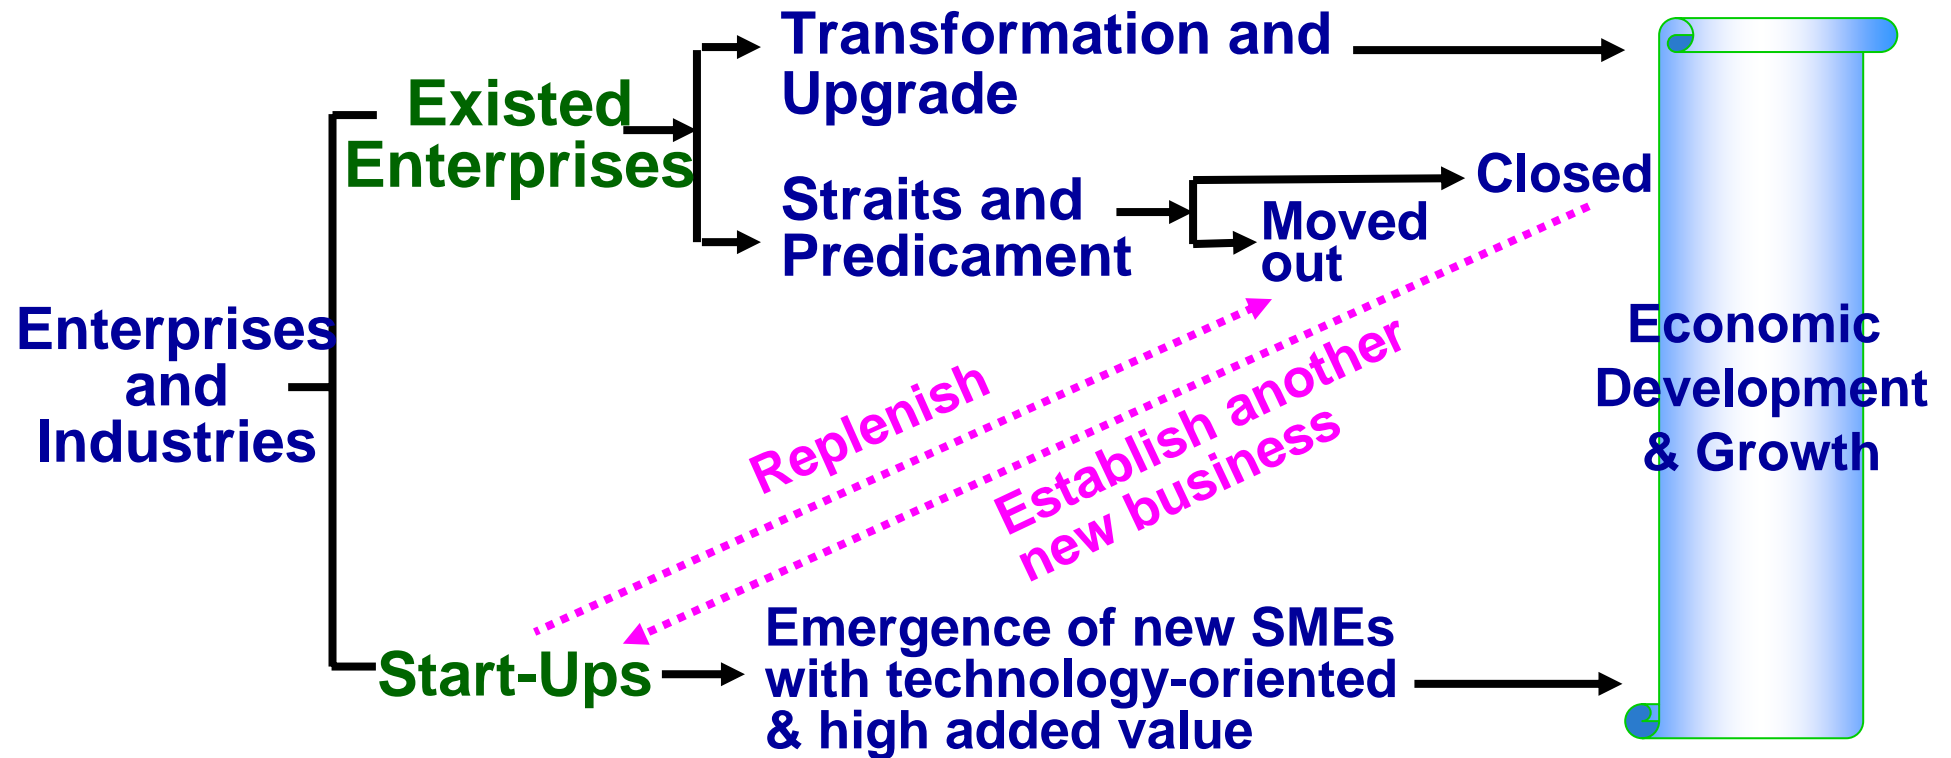 Transformation and
Upgrade
Existed
Enterprises
Closed
Straits and
Predicament
Moved
out
Enterprises
and
Industries
Economic
Development
& Growth
Replenish
Establish another
new business
Start-Ups
Emergence of new SMEs
with technology-oriented
& high added value